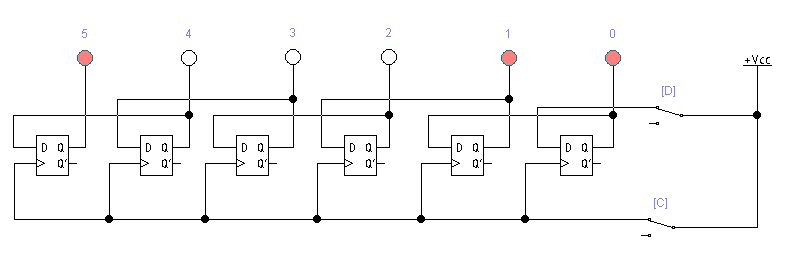 5 4 3 2 1 0
+Vcc
[D]
D Q D Q D Q D Q D Q D Q
Q' Q' Q' Q' Q' Q'
[C]